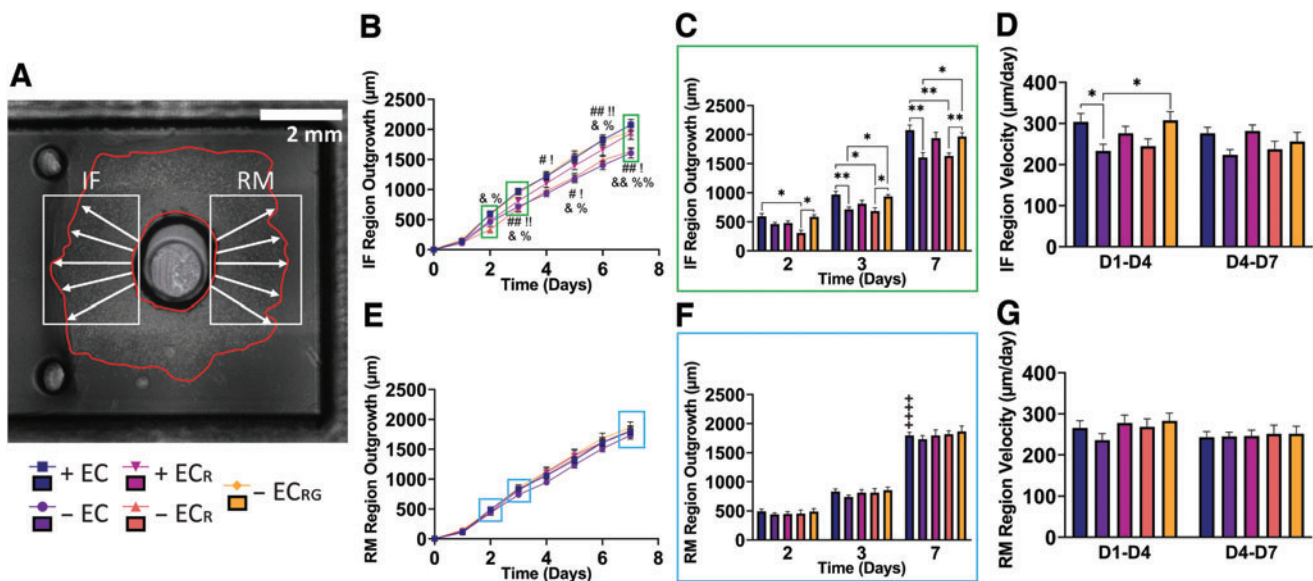 A
2 mm
IF
RM
+ EC
+ ECR
− ECRG
− EC
− ECR
B
IF Region Outgrowth (µm)
2500
2000
1500
1000
500
0
0 2 4 6 8
Time (Days)
& %
## !!
& %
# !
# !
& %
## !!
& %
## !
&& %%
C
IF Region Outgrowth (µm)
2500
2000
1500
1000
500
0
2 3 7
Time (Days)
* *
** * * *
** ** * **
D
IF Region Velocity (µm/day)
400
300
200
100
0
D1-D4 D4-D7
* *
E
RM Region Outgrowth (µm)
2500
2000
1500
1000
500
0
0 2 4 6 8
Time (Days)
F
RM Region Outgrowth (µm)
2500
2000
1500
1000
500
0
2 3 7
Time (Days)
++++
G
RM Region Velocity (µm/day)
400
300
200
100
0
D1-D4 D4-D7